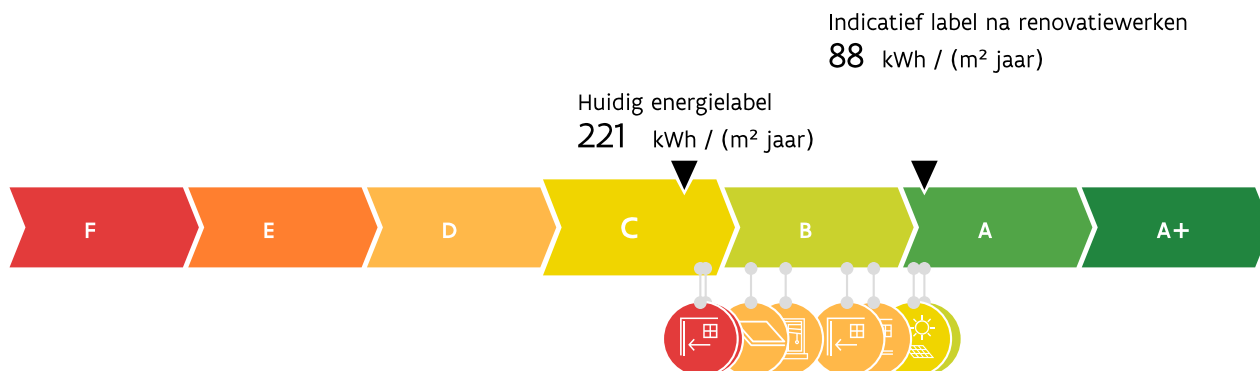 Indicatief label na renovatiewerken
88 kWh / (m² jaar)
Huidig energielabel
221 kWh / (m² jaar)
F E D C B A A+